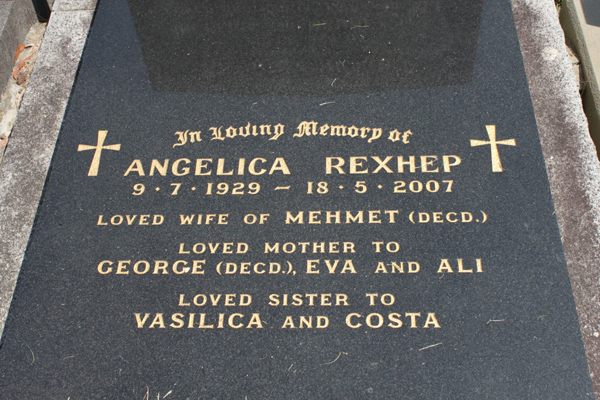 In Loving Memory of
ANGELICA REXHEP
9 · 7 · 1929 – 18 · 5 · 2007
LOVED WIFE OF MEHMET (DECD.)
LOVED MOTHER TO
GEORGE (DECD.), EVA AND ALI
LOVED SISTER TO
VASILICA AND COSTA